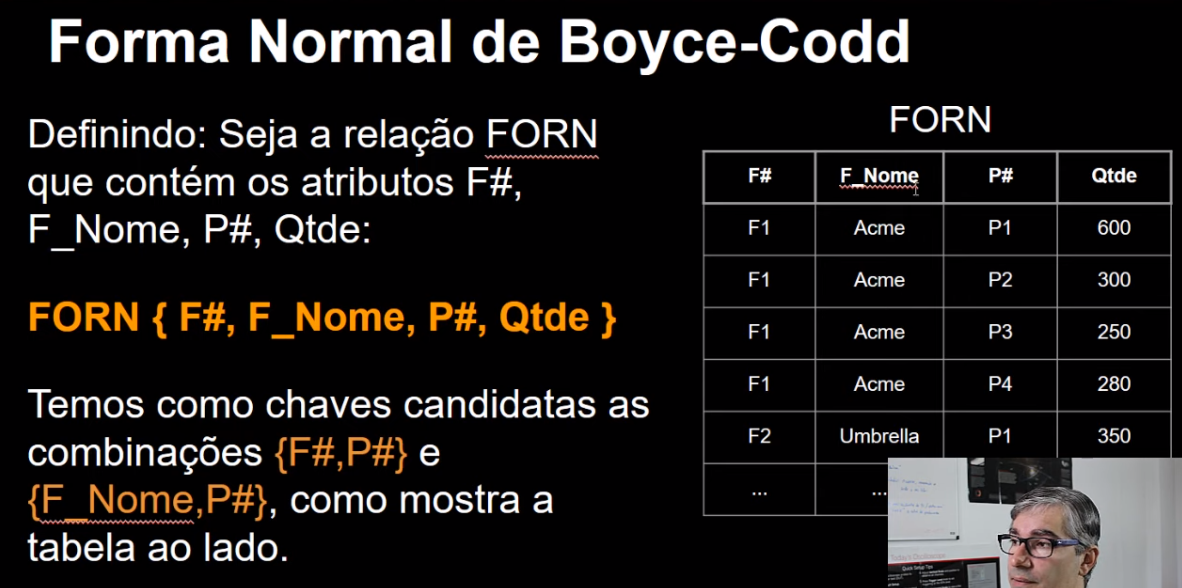 Forma Normal de Boyce-Codd
Definindo: Seja a relação FORN
que contém os atributos F#,
F_Nome, P#, Qtde:
FORN { F#, F_Nome, P#, Qtde }
Temos como chaves candidatas as
combinações {F#,P#} e
{F_Nome,P#}, como mostra a
tabela ao lado.
FORN
F# F_Nome P# Qtde
F1 Acme P1 600
F1 Acme P2 300
F1 Acme P3 250
F1 Acme P4 280
F2 Umbrella P1 350
... ...